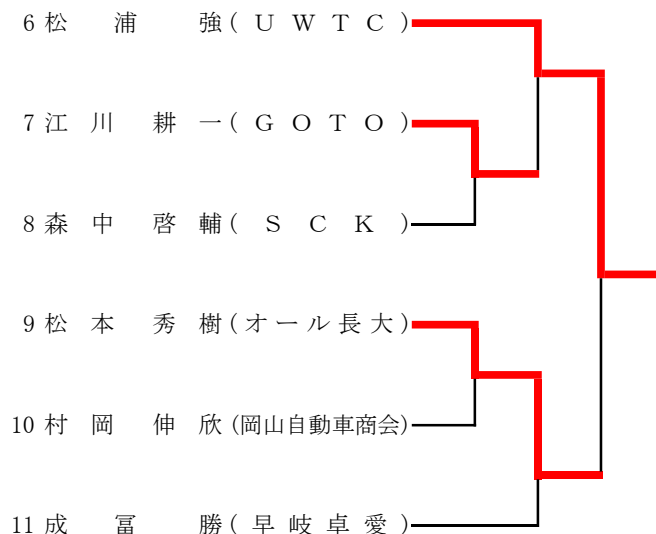 6 松浦強(UWTC)
7 江川耕一(GOTO)
8 森中啓輔(SCK)
9 松本秀樹(オール長大)
10 村岡伸欣(岡山自動車商会)
11 成冨勝(早岐卓愛)